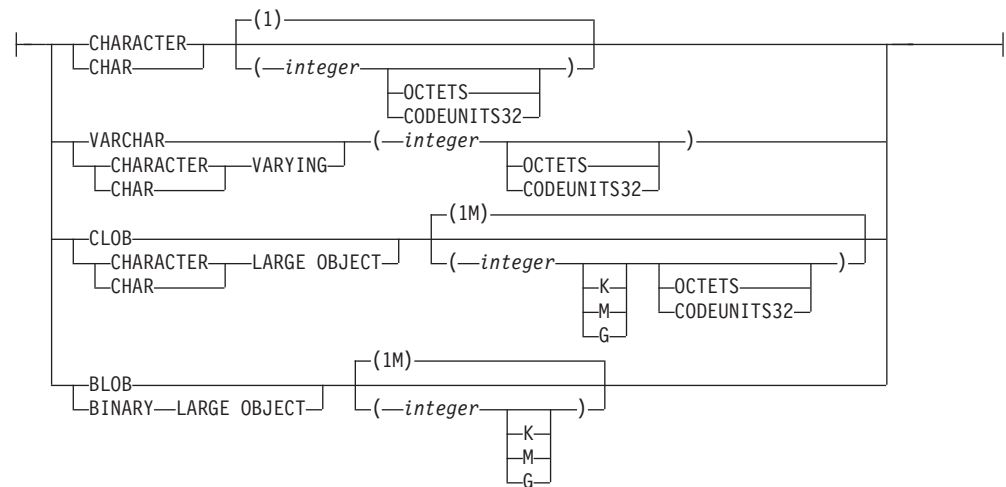 (1)
CHARACTER
CHAR ( integer )
OCTETS
CODEUNITS32
VARCHAR ( integer )
CHARACTER VARYING OCTETS
CHAR CODEUNITS32
(1M)
CLOB
CHARACTER LARGE OBJECT ( integer )
CHAR K OCTETS
M CODEUNITS32
G
(1M)
BLOB
BINARY LARGE OBJECT ( integer )
K
M
G